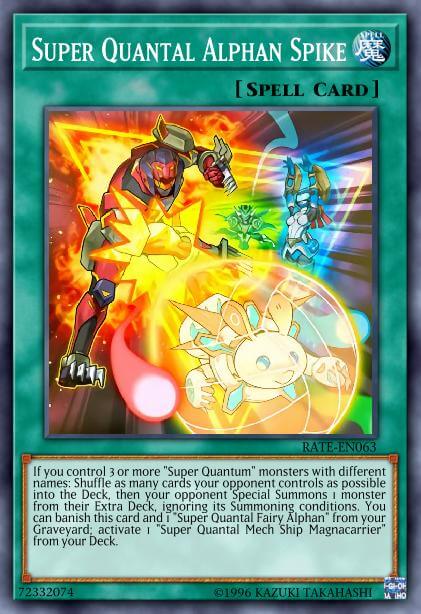 SUPER QUANTAL ALPHAN SPIKE
SPELL
魔
[ SPELL CARD ]
RATE-EN063
If you control 3 or more "Super Quantum" monsters with different
names: Shuffle as many cards your opponent controls as possible
into the Deck, then your opponent Special Summons 1 monster
from their Extra Deck, ignoring its Summoning conditions. You
can banish this card and 1 "Super Quantal Fairy Alphan" from your
Graveyard; activate 1 "Super Quantal Mech Ship Magnacarrier"
from your Deck.
72332074
©1996 KAZUKI TAKAHASHI